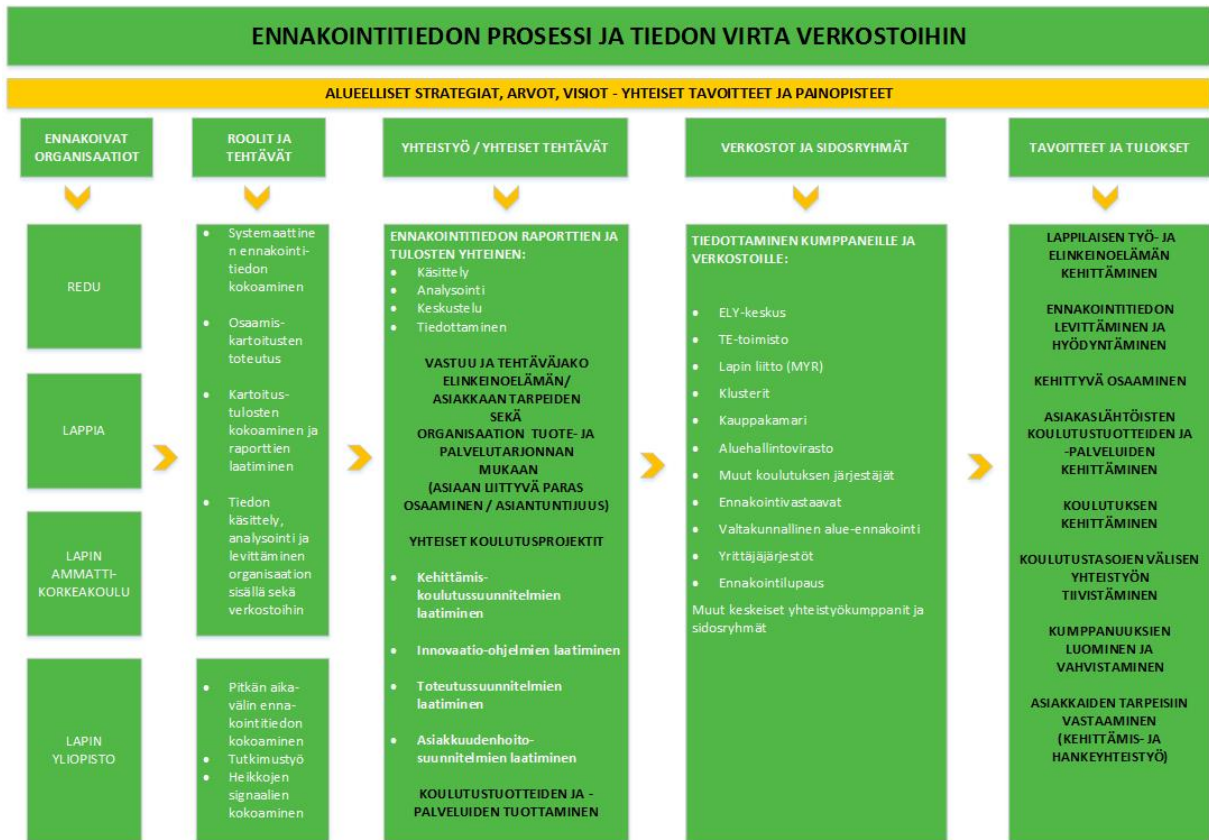 ENNAKOINTITIEDON PROSESSI JA TIEDON VIRTA VERKOSTOIHIN
ALUEELLISET STRATEGIAT, ARVOT, VISIOT - YHTEISET TAVOITTEET JA PAINOPISTEET
ENNAKOIVAT
ORGANISAATIOT
REDU
LAPPIA
LAPIN
AMMATTI-
KORKEAKOULU
LAPIN
YLIOPISTO
ROOLIT JA
TEHTÄVÄT
• Systemaattine
n ennakointi-
tiedon
kokoaminen
• Osaamis-
kartoitusten
toteutus
• Kartoitus-
tulosten
kokoaminen ja
raporttien
laatiminen
• Tiedon
käsittely,
analysointi ja
levittäminen
organisaation
sisällä sekä
verkostoihin
• Pitkän aika-
välin enna-
kointitiedon
kokoaminen
• Tutkimustyö
• Heikkojen
signaalien
kokoaminen
YHTEISTYÖ / YHTEISET TEHTÄVÄT
ENNAKOINTITIEDON RAPORTTIEN JA
TULOSTEN YHTEINEN:
• Käsittely
• Analysointi
• Keskustelu
• Tiedottaminen
VASTUU JA TEHTÄVÄJAKO
ELINKEINOELÄMÄN/
ASIAKKAAN TARPEIDEN
SEKÄ
ORGANISAATION TUOTE- JA
PALVELUTARJONNAN
MUKAAN
(ASIAAN LIITTYVÄ PARAS
OSAAMINEN / ASIANTUNTIJUUS)
YHTEISET KOULUTUSPROJEKTIT
• Kehittämis-
koulutussuunnitelmien
laatiminen
• Innovaatio-ohjelmien laatiminen
• Toteutussuunnitelmien
laatiminen
• Asiakkuudenhoito-
suunnitelmien laatiminen
KOULUTUSTUOTTEIDEN JA -
PALVELUIDEN TUOTTAMINEN
VERKOSTOT JA SIDOSRYHMÄT
TIEDOTTAMINEN KUMPPANEILLE JA
VERKOSTOILLE:
• ELY-keskus
• TE-toimisto
• Lapin liitto (MYR)
• Klusterit
• Kauppakamari
• Aluehallintovirasto
• Muut koulutuksen järjestäjät
• Ennakointivastaavat
• Valtakunnallinen alue-ennakointi
• Yrittäjäjärjestöt
• Ennakointilupaus
Muut keskeiset yhteistyökumppanit ja
sidosryhmät
TAVOITTEET JA TULOKSET
LAPPILAISEN TYÖ- JA
ELINKEINOELÄMÄN
KEHITTÄMINEN
ENNAKOINTITIEDON
LEVITTÄMINEN JA
HYÖDYNTÄMINEN
KEHITTYVÄ OSAAMINEN
ASIAKASLÄHTÖISTEN
KOULUTUSTUOTTEIDEN JA
-PALVELUIDEN
KEHITTÄMINEN
KOULUTUKSEN
KEHITTÄMINEN
KOULUTUSTASOJEN VÄLISEN
YHTEISTYÖN
TIIVISTÄMINEN
KUMPPANUUKSIEN
LUOMINEN JA
VAHVISTAMINEN
ASIAKKAIDEN TARPEISIIN
VASTAAMINEN
(KEHITTÄMIS- JA
HANKEYHTEISTYÖ)